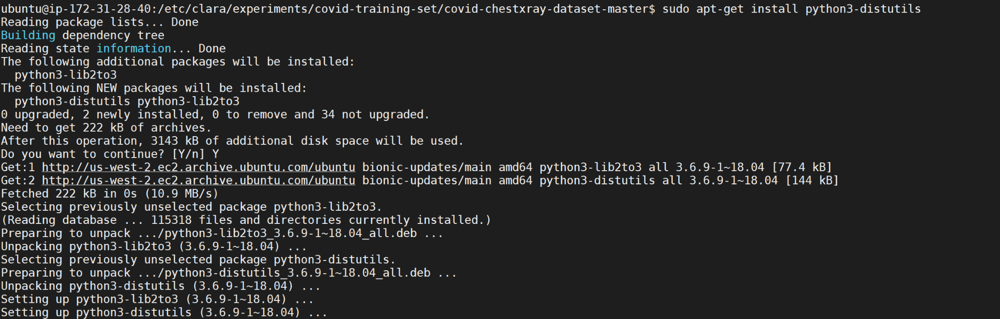 ubuntu@ip-172-31-28-40:/etc/clara/experiments/covid-training-set/covid-chestxray-dataset-master$ sudo apt-get install python3-distutils
Reading package lists... Done
Building dependency tree
Reading state information... Done
The following additional packages will be installed:
  python3-lib2to3
The following NEW packages will be installed:
  python3-distutils python3-lib2to3
0 upgraded, 2 newly installed, 0 to remove and 34 not upgraded.
Need to get 222 kB of archives.
After this operation, 3143 kB of additional disk space will be used.
Do you want to continue? [Y/n] Y
Get:1 http://us-west-2.ec2.archive.ubuntu.com/ubuntu bionic-updates/main amd64 python3-lib2to3 all 3.6.9-1~18.04 [77.4 kB]
Get:2 http://us-west-2.ec2.archive.ubuntu.com/ubuntu bionic-updates/main amd64 python3-distutils all 3.6.9-1~18.04 [144 kB]
Fetched 222 kB in 0s (10.9 MB/s)
Selecting previously unselected package python3-lib2to3.
(Reading database ... 115318 files and directories currently installed.)
Preparing to unpack .../python3-lib2to3_3.6.9-1~18.04_all.deb ...
Unpacking python3-lib2to3 (3.6.9-1~18.04) ...
Selecting previously unselected package python3-distutils.
Preparing to unpack .../python3-distutils_3.6.9-1~18.04_all.deb ...
Unpacking python3-distutils (3.6.9-1~18.04) ...
Setting up python3-lib2to3 (3.6.9-1~18.04) ...
Setting up python3-distutils (3.6.9-1~18.04) ...